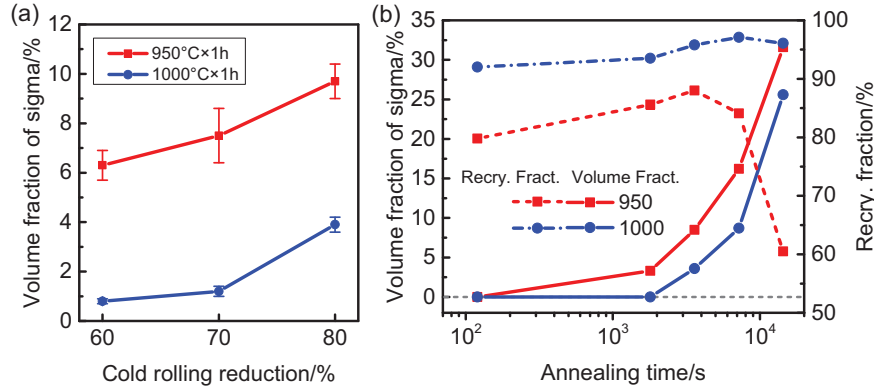 (a)
Volume fraction of sigma/%
12
10
8
6
4
2
0
950°C×1h
1000°C×1h
60
70
80
Cold rolling reduction/%
(b)
Volume fraction of sigma/%
35
30
25
20
15
10
5
0
Recry. Fract. Volume Fract.
950
1000
10²
10³
10⁴
Annealing time/s
100
90
80
70
60
50
Recry. fraction/%